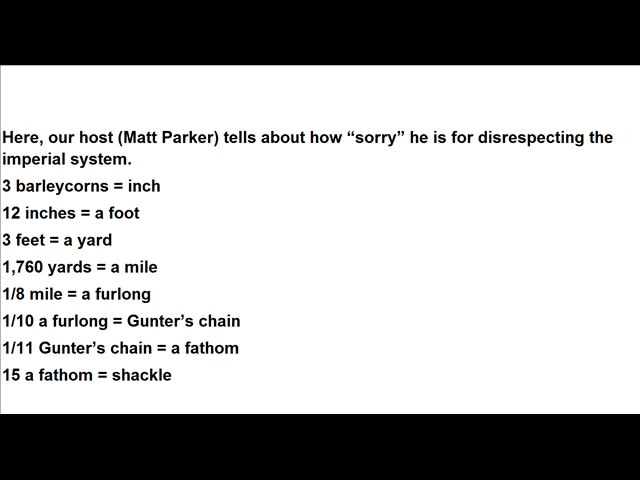 Here, our host (Matt Parker) tells about how “sorry” he is for disrespecting the
imperial system.
3 barleycorns = inch
12 inches = a foot
3 feet = a yard
1,760 yards = a mile
1/8 mile = a furlong
1/10 a furlong = Gunter’s chain
1/11 Gunter’s chain = a fathom
15 a fathom = shackle